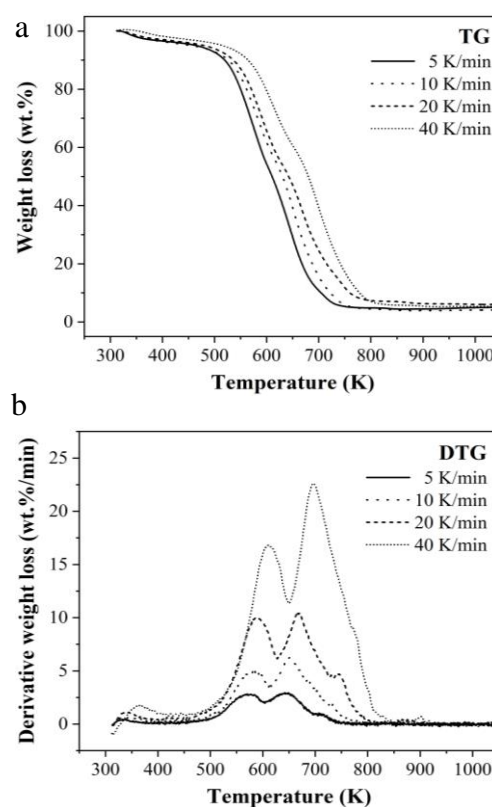 a
TG
5 K/min
10 K/min
20 K/min
40 K/min
Weight loss (wt.%)
100
80
60
40
20
0
300 400 500 600 700 800 900 1000
Temperature (K)
b
DTG
5 K/min
10 K/min
20 K/min
40 K/min
Derivative weight loss (wt.%/min)
25
20
15
10
5
0
300 400 500 600 700 800 900 1000
Temperature (K)